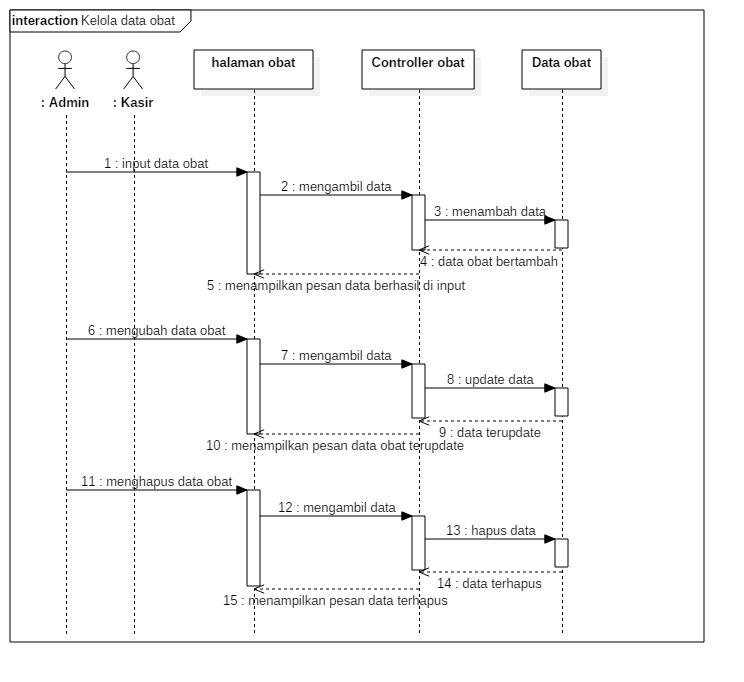 interaction Kelola data obat
: Admin
: Kasir
halaman obat
Controller obat
Data obat
1 : input data obat
2 : mengambil data
3 : menambah data
4 : data obat bertambah
5 : menampilkan pesan data berhasil di input
6 : mengubah data obat
7 : mengambil data
8 : update data
9 : data terupdate
10 : menampilkan pesan data obat terupdate
11 : menghapus data obat
12 : mengambil data
13 : hapus data
14 : data terhapus
15 : menampilkan pesan data terhapus